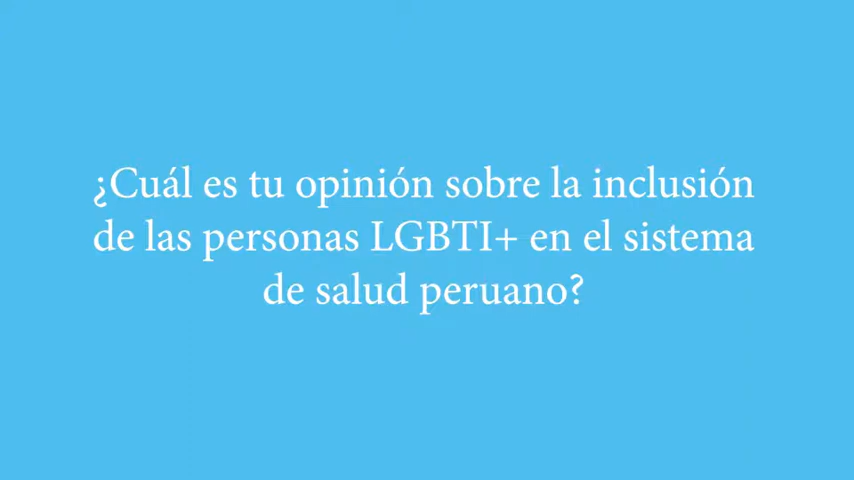 ¿Cuál es tu opinión sobre la inclusión
de las personas LGBTI+ en el sistema
de salud peruano?